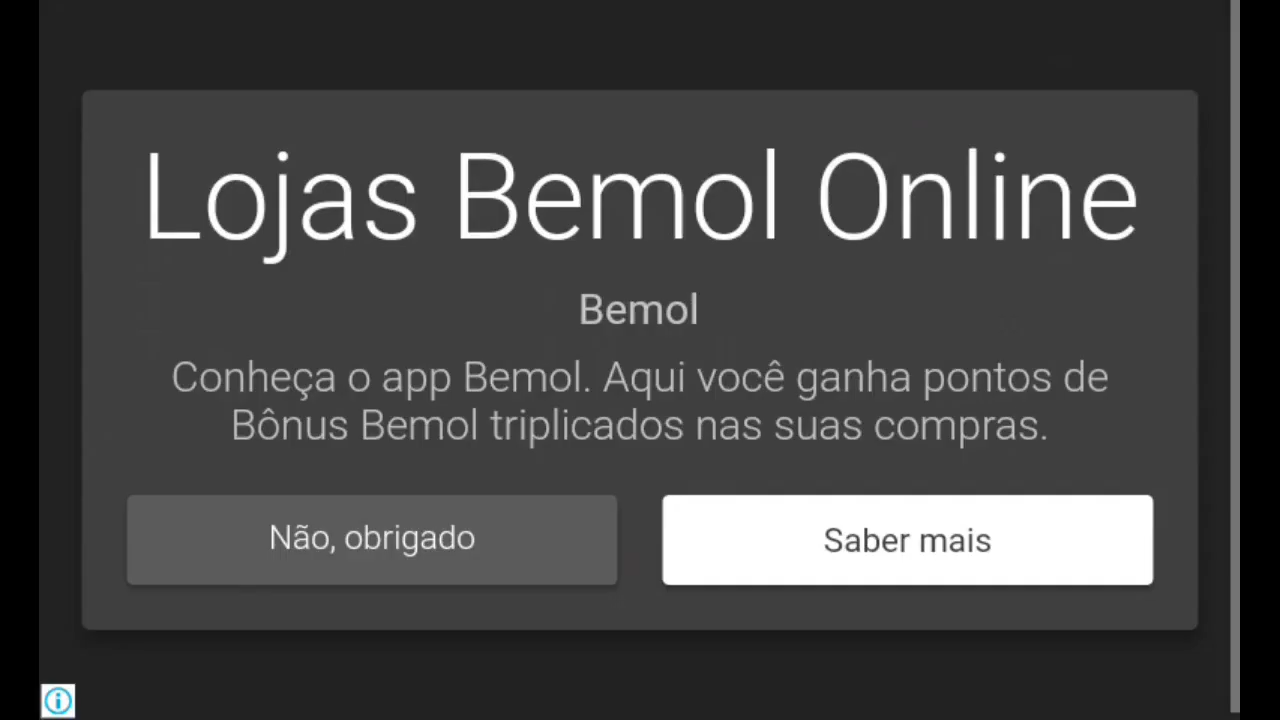 Lojas Bemol Online
Bemol
Conheça o app Bemol. Aqui você ganha pontos de
Bônus Bemol triplicados nas suas compras.
Não, obrigado
Saber mais